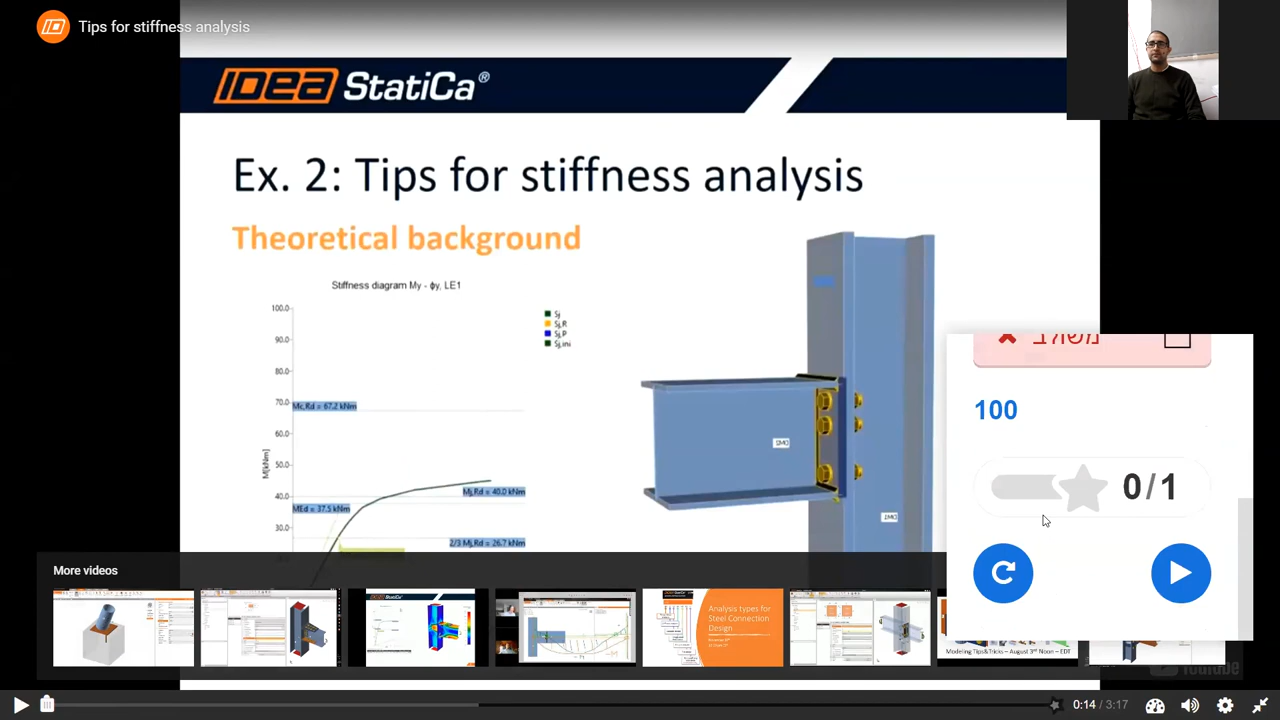 Tips for stiffness analysis
IDEA StatiCa®
Ex. 2: Tips for stiffness analysis
Theoretical background
Stiffness diagram My - ϕy, LE1
Sj
Sj,R
Sj,P
Sj,ini
100.0
90.0
80.0
70.0
Mc,Rd = 67.2 kNm
60.0
M[kNm]
50.0
Mj,Rd = 40.0 kNm
40.0
MEd = 37.5 kNm
30.0
2/3 Mj,Rd = 26.7 kNm
משולב
100
0/1
More videos
StatiCa®
Analysis types for
Steel Connection
Design
Modeling Tips&Tricks – August 3rd Noon – EDT
YouTube
0:14 / 3:17